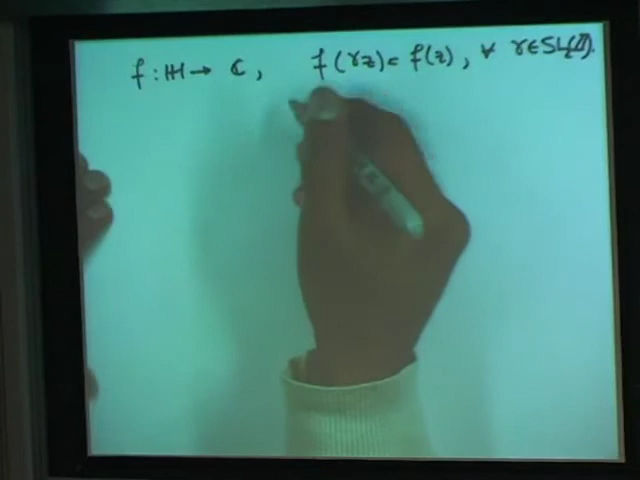 f : ℍ → ℂ, f(γz) = f(z), ∀ γ ∈ SL₂(ℤ).